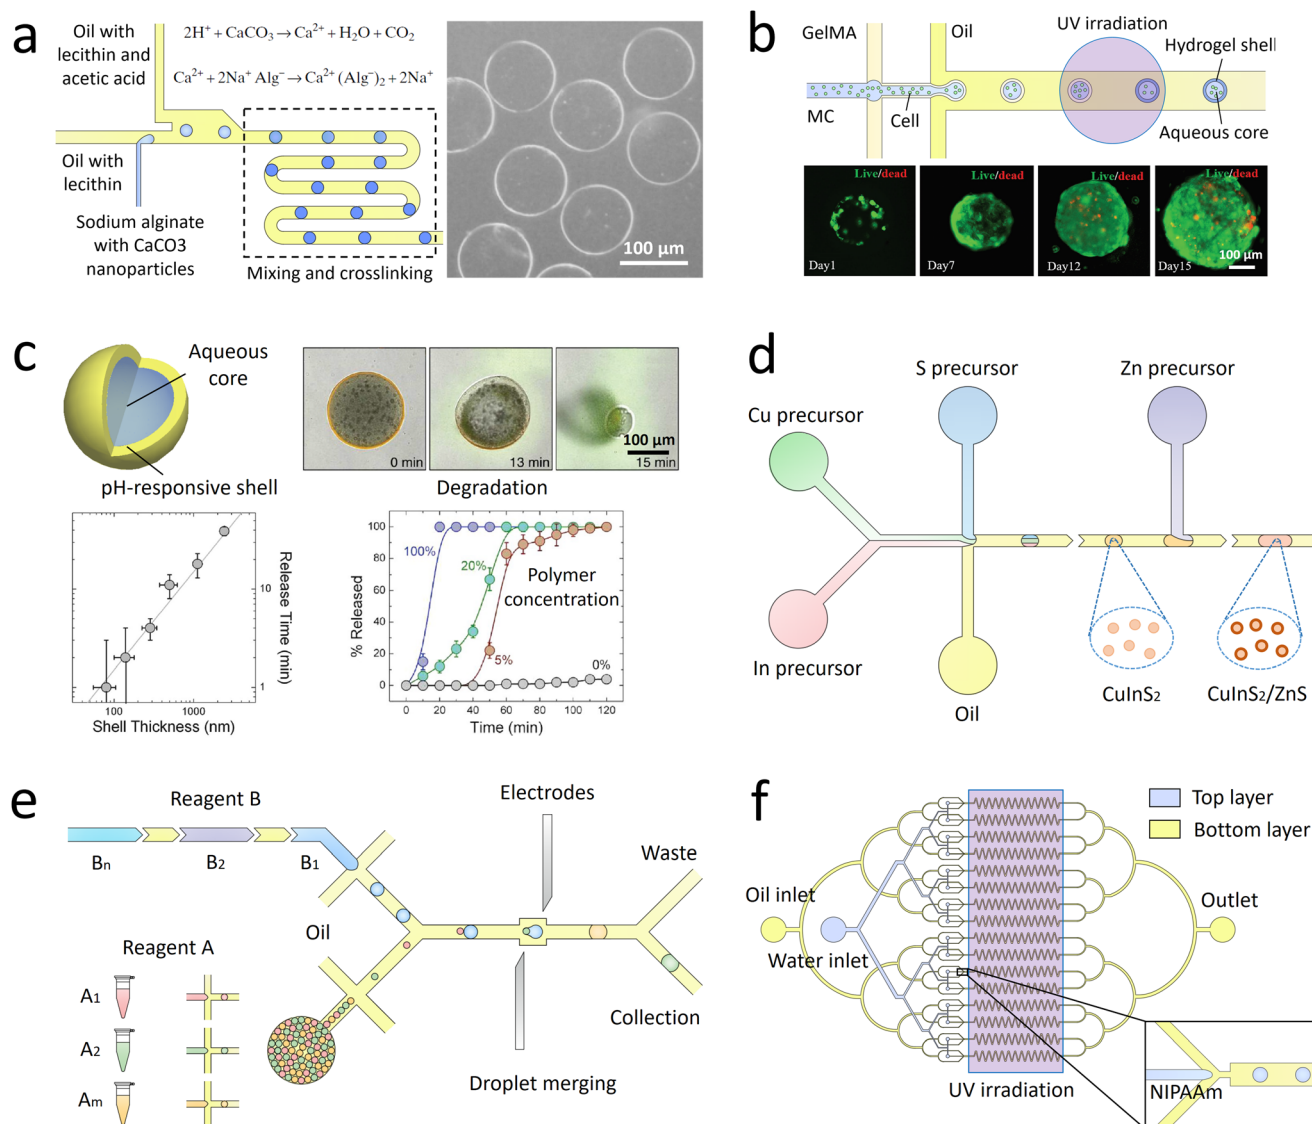 a
Oil with
lecithin and
acetic acid
2H⁺ + CaCO₃→Ca²⁺ + H₂O + CO₂
Ca²⁺ + 2Na⁺ Alg⁻→Ca²⁺ (Alg⁻)₂ + 2Na⁺
Oil with
lecithin
Sodium alginate
with CaCO3
nanoparticles
Mixing and crosslinking
100 µm
b
GelMA
Oil
UV irradiation
Hydrogel shell
MC
Cell
Aqueous core
Live/dead
Day1
Live/dead
Day7
Live/dead
Day12
Live/dead
Day15
100 µm
c
Aqueous
core
pH-responsive shell
0 min
13 min
100 µm
15 min
Degradation
10
1
Release Time (min)
100
1000
Shell Thickness (nm)
% Released
100
80
60
40
20
0
100%
20%
Polymer
concentration
5%
0%
0 20 40 60 80 100 120
Time (min)
d
S precursor
Zn precursor
Cu precursor
In precursor
Oil
CuInS₂
CuInS₂/ZnS
e
Reagent B
Bn
B2
B1
Electrodes
Waste
Oil
Reagent A
A1
A2
Am
Collection
Droplet merging
f
Top layer
Bottom layer
Oil inlet
Outlet
Water inlet
UV irradiation
NIPAAm